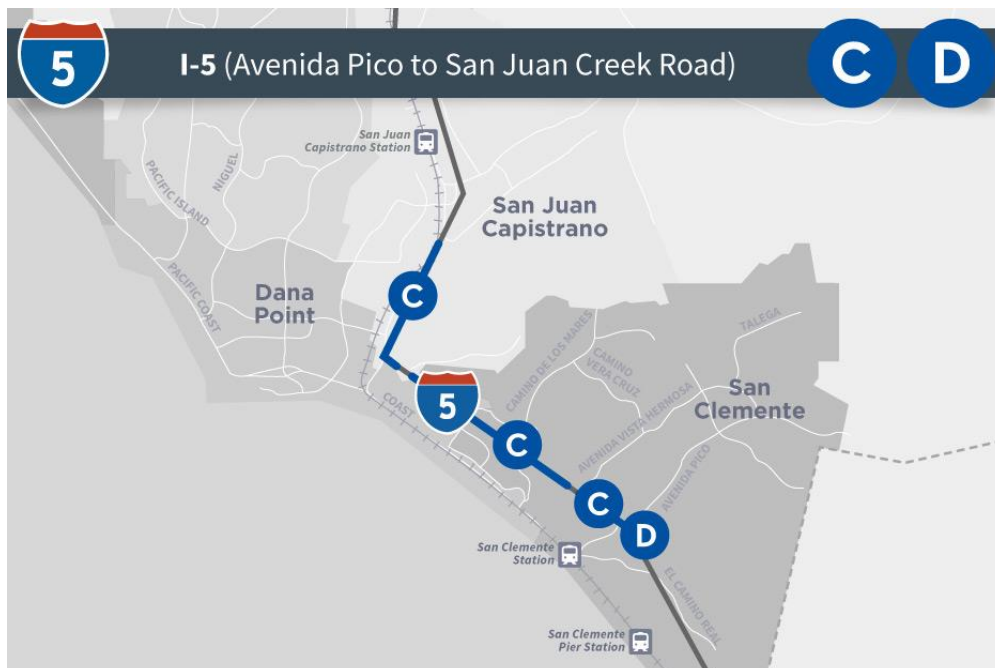 5
I-5 (Avenida Pico to San Juan Creek Road)
C
D
San Juan
Capistrano Station
PACIFIC ISLAND
NIGUEL
San Juan
Capistrano
PACIFIC COAST
Dana
Point
C
TALEGA
CAMINO DE LOS MARES
CAMINO
VERA CRUZ
5
COAST
San
Clemente
AVENIDA VISTA HERMOSA
C
AVENIDA PICO
C
D
San Clemente
Station
EL CAMINO REAL
San Clemente
Pier Station